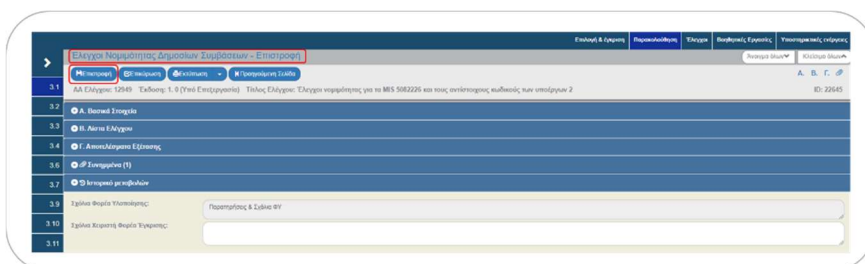 Επιλογή & έγκριση Παρακολούθηση Έλεγχοι Βοηθητικές Εργασίες Υποστηρικτικές ενέργειες
Έλεγχοι Νομιμότητας Δημοσίων Συμβάσεων - Επιστροφή
Άνοιγμα όλων Κλείσιμο όλων
Επιστροφή Επικύρωση Εκτύπωση Προηγούμενη Σελίδα
Α. Β. Γ.
ΑΑ Ελέγχου: 12949 Έκδοση: 1. 0 (Υπό Επεξεργασία) Τίτλος Ελέγχου: Έλεγχοι νομιμότητας για το MIS 5082226 και τους αντίστοιχους κωδικούς των υποέργων 2 ID: 22645
3.1
3.2 Α. Βασικά Στοιχεία
3.3 Β. Λίστα Ελέγχου
3.4 Γ. Αποτελέσματα Εξέτασης
3.6 Συνημμένα (1)
3.7 Ιστορικό μεταβολών
3.9 Σχόλια Φορέα Υλοποίησης: Παρατηρήσεις & Σχόλια ΦΥ
3.10 Σχόλια Χειριστή Φορέα Έγκρισης:
3.11